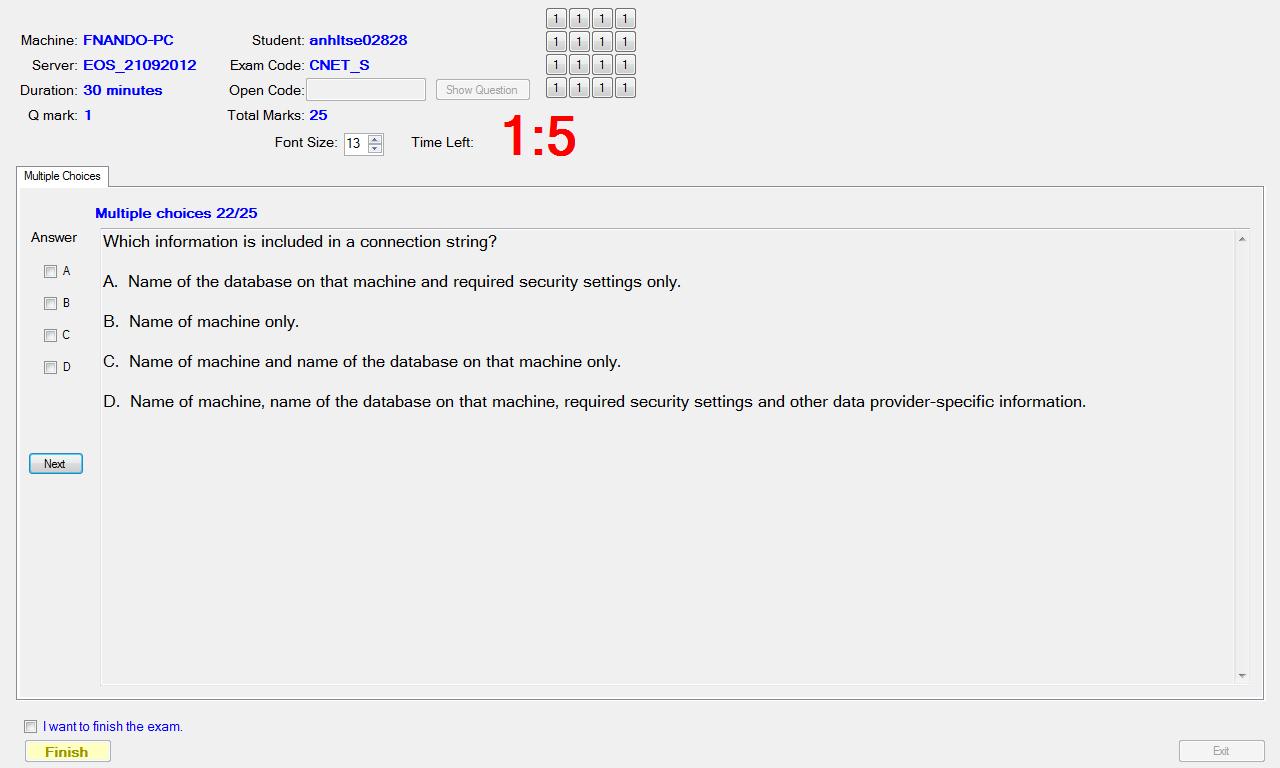 Machine: FNANDO-PC Student: anhltse02828 1 1 1 1
Server: EOS_21092012 Exam Code: CNET_S 1 1 1 1
Duration: 30 minutes Open Code: Show Question 1 1 1 1
1 1 1 1
Q mark: 1 Total Marks: 25
Font Size: 13 Time Left: 1:5
Multiple Choices
Multiple choices 22/25
Answer
Which information is included in a connection string?
A
A. Name of the database on that machine and required security settings only.
B
B. Name of machine only.
C
C. Name of machine and name of the database on that machine only.
D
D. Name of machine, name of the database on that machine, required security settings and other data provider-specific information.
Next
I want to finish the exam.
Finish
Exit